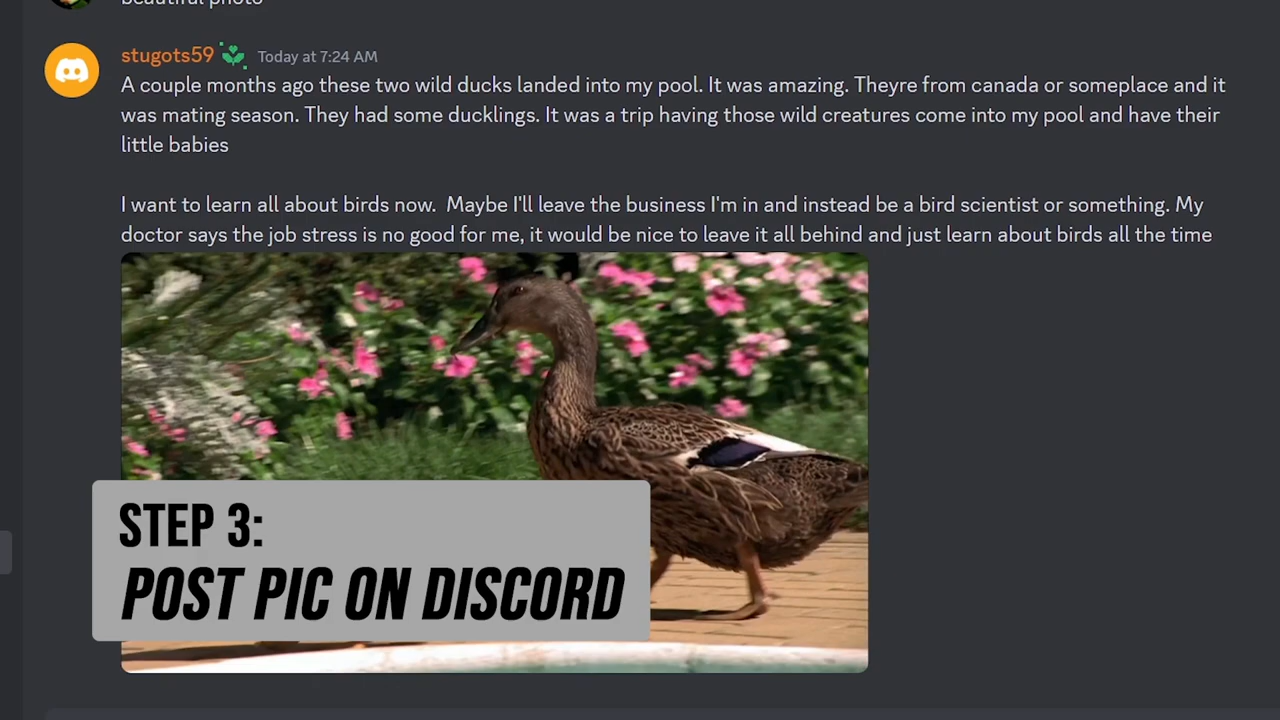 beautiful photo
stugots59 Today at 7:24 AM
A couple months ago these two wild ducks landed into my pool. It was amazing. Theyre from canada or someplace and it
was mating season. They had some ducklings. It was a trip having those wild creatures come into my pool and have their
little babies
I want to learn all about birds now.  Maybe I'll leave the business I'm in and instead be a bird scientist or something. My
doctor says the job stress is no good for me, it would be nice to leave it all behind and just learn about birds all the time
STEP 3:
POST PIC ON DISCORD